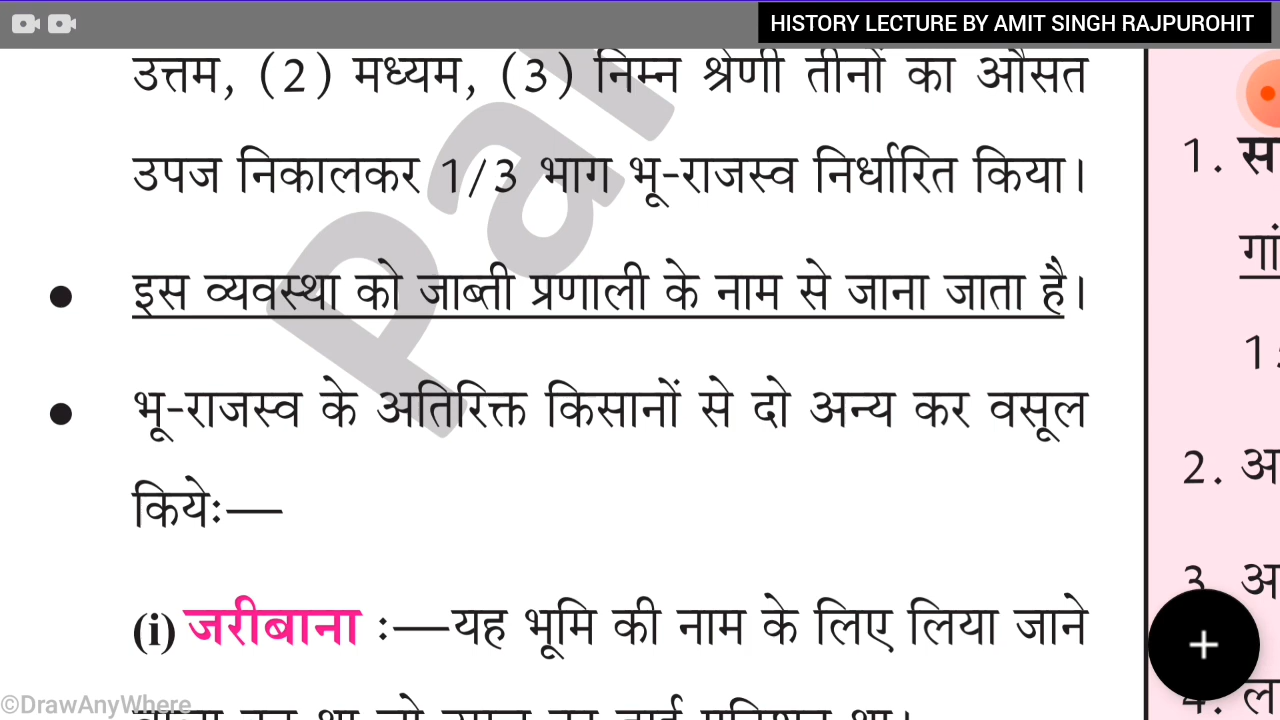 HISTORY LECTURE BY AMIT SINGH RAJPUROHIT
उत्तम, (2) मध्यम, (3) निम्न श्रेणी तीनों का औसत
उपज निकालकर 1/3 भाग भू-राजस्व निर्धारित किया।
• इस व्यवस्था को जाब्ती प्रणाली के नाम से जाना जाता है।
• भू-राजस्व के अतिरिक्त किसानों से दो अन्य कर वसूल
किये:—
(i) जरीबाना :—यह भूमि की नाम के लिए लिया जाने
1.
गां
2. अ
3. अ
4. ल
©DrawAnyWhere